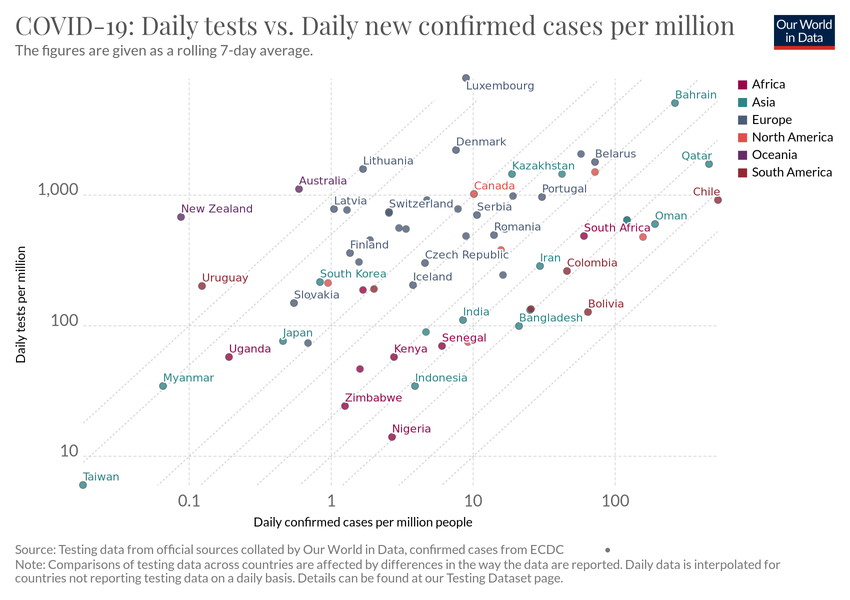 COVID-19: Daily tests vs. Daily new confirmed cases per million
The figures are given as a rolling 7-day average.
Our World
in Data
Luxembourg
Africa
Asia
Europe
North America
Oceania
South America
Bahrain
Denmark
Lithuania
Belarus
Qatar
Kazakhstan
Australia
Canada
Portugal
Chile
1,000
New Zealand
Latvia
Switzerland
Serbia
Oman
South Africa
Romania
Finland
Czech Republic
Iran
Colombia
Uruguay
South Korea
Iceland
Slovakia
Bolivia
India
Bangladesh
100
Japan
Senegal
Uganda
Kenya
Myanmar
Indonesia
Zimbabwe
Nigeria
10
Taiwan
Daily tests per million
0.1
1
10
100
Daily confirmed cases per million people
Source: Testing data from official sources collated by Our World in Data, confirmed cases from ECDC
Note: Comparisons of testing data across countries are affected by differences in the way the data are reported. Daily data is interpolated for
countries not reporting testing data on a daily basis. Details can be found at our Testing Dataset page.